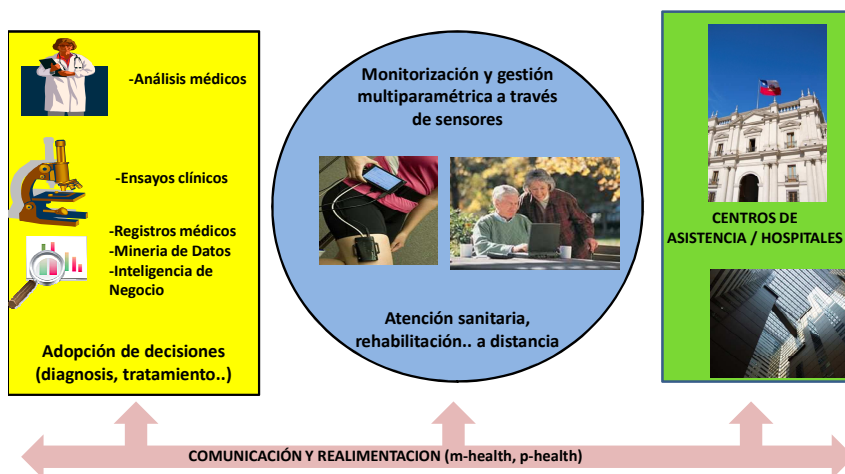 -Análisis médicos
-Ensayos clínicos
-Registros médicos
-Mineria de Datos
-Inteligencia de
Negocio
Adopción de decisiones
(diagnosis, tratamiento..)
Monitorización y gestión
multiparamétrica a través
de sensores
Atención sanitaria,
rehabilitación.. a distancia
CENTROS DE
ASISTENCIA / HOSPITALES
COMUNICACIÓN Y REALIMENTACION (m-health, p-health)